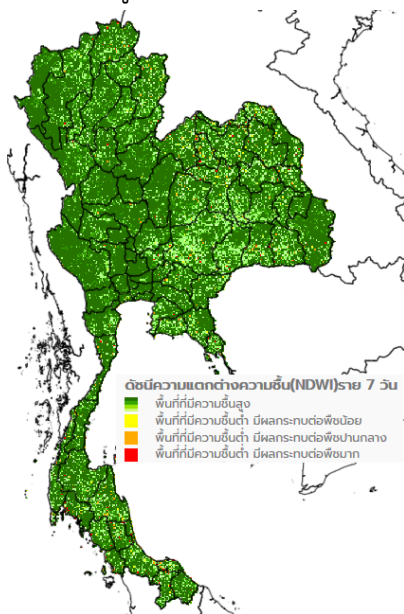 ดัชนีความแตกต่างความชื้น(NDWI)ราย 7 วัน
พื้นที่ที่มีความชื้นสูง
พื้นที่ที่มีความชื้นต่ำ มีผลกระทบต่อพืชน้อย
พื้นที่ที่มีความชื้นต่ำ มีผลกระทบต่อพืชปานกลาง
พื้นที่ที่มีความชื้นต่ำ มีผลกระทบต่อพืชมาก